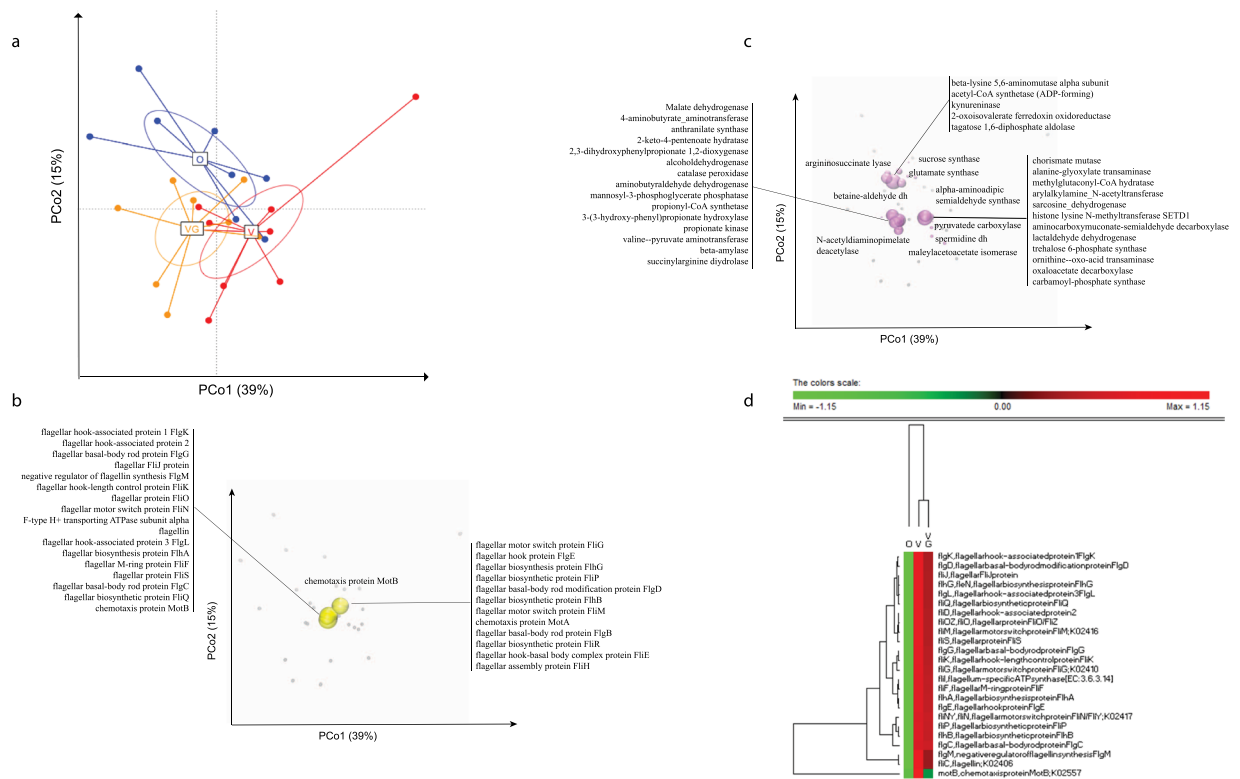 a
PCo2 (15%)
O
VG
V
PCo1 (39%)
b
flagellar hook-associated protein 1 FlgK
flagellar hook-associated protein 2
flagellar basal-body rod protein FlgG
flagellar FliJ protein
negative regulator of flagellin synthesis FlgM
flagellar hook-length control protein FliK
flagellar protein FliO
flagellar motor switch protein FliN
F-type H+ transporting ATPase subunit alpha
flagellin
flagellar hook-associated protein 3 FlgL
flagellar biosynthesis protein FlhA
flagellar M-ring protein FliF
flagellar protein FliS
flagellar basal-body rod protein FlgC
flagellar biosynthetic protein FliQ
chemotaxis protein MotB
chemotaxis protein MotB
flagellar motor switch protein FliG
flagellar hook protein FlgE
flagellar biosynthesis protein FlhG
flagellar biosynthetic protein FliP
flagellar basal-body rod modification protein FlgD
flagellar biosynthetic protein FlhB
flagellar motor switch protein FliM
chemotaxis protein MotA
flagellar basal-body rod protein FlgB
flagellar biosynthetic protein FliR
flagellar hook-basal body complex protein FliE
flagellar assembly protein FliH
PCo2 (15%)
PCo1 (39%)
c
Malate dehydrogenase
4-aminobutyrate_aminotransferase
anthranilate synthase
2-keto-4-pentenoate hydratase
2,3-dihydroxyphenylpropionate 1,2-dioxygenase
alcoholdehydrogenase
catalase peroxidase
aminobutyraldehyde dehydrogenase
mannosyl-3-phosphoglycerate phosphatase
propionyl-CoA synthetase
3-(3-hydroxy-phenyl)propionate hydroxylase
propionate kinase
valine--pyruvate aminotransferase
beta-amylase
succinylarginine diydrolase
beta-lysine 5,6-aminomutase alpha subunit
acetyl-CoA synthetase (ADP-forming)
kynureninase
2-oxoisovalerate ferredoxin oxidoreductase
tagatose 1,6-diphosphate aldolase
argininosuccinate lyase
sucrose synthase
glutamate synthase
betaine-aldehyde dh
alpha-aminoadipic
semialdehyde synthase
pyruvatede carboxylase
N-acetyldiaminopimelate
deacetylase
spermidine dh
maleylacetoacetate isomerase
chorismate mutase
alanine-glyoxylate transaminase
methylglutaconyl-CoA hydratase
arylalkylamine_N-acetyltransferase
sarcosine_dehydrogenase
histone lysine N-methyltransferase SETD1
aminocarboxymuconate-semialdehyde decarboxylase
lactaldehyde dehydrogenase
trehalose 6-phosphate synthase
ornithine--oxo-acid transaminase
oxaloacetate decarboxylase
carbamoyl-phosphate synthase
PCo2 (15%)
PCo1 (39%)
d
The colors scale:
Min = -1.15 0.00 Max = 1.15
O V V G
flgK,flagellarhook-associatedprotein1FlgK
flgD,flagellarbasal-bodyrodmodificationproteinFlgD
fliJ,flagellarFliJprotein
flhG,fleN,flagellarbiosynthesisproteinFlhG
flgL,flagellarhook-associatedprotein3FlgL
fliQ,flagellarbiosyntheticproteinFliQ
fliD,flagellarhook-associatedprotein2
fliOZ,fliO,flagellarproteinFliO/FliZ
fliM,flagellarmotorswitchproteinFliM;K02416
fliS,flagellarproteinFliS
flgG,flagellarbasal-bodyrodproteinFlgG
fliK,flagellarhook-lengthcontrolproteinFliK
fliG,flagellarmotorswitchproteinFliG;K02410
fliI,flagellum-specificATPsynthase[EC:3.6.3.14]
fliF,flagellarM-ringproteinFliF
flhA,flagellarbiosynthesisproteinFlhA
flgE,flagellarhookproteinFlgE
fliNY,fliN,flagellarmotorswitchproteinFliN/FliY;K02417
fliP,flagellarbiosyntheticproteinFliP
flhB,flagellarbiosyntheticproteinFlhB
flgC,flagellarbasal-bodyrodproteinFlgC
flgM,negativeregulatorofflagellinsynthesisFlgM
fliC,flagellin;K02406
motB,chemotaxisproteinMotB;K02557